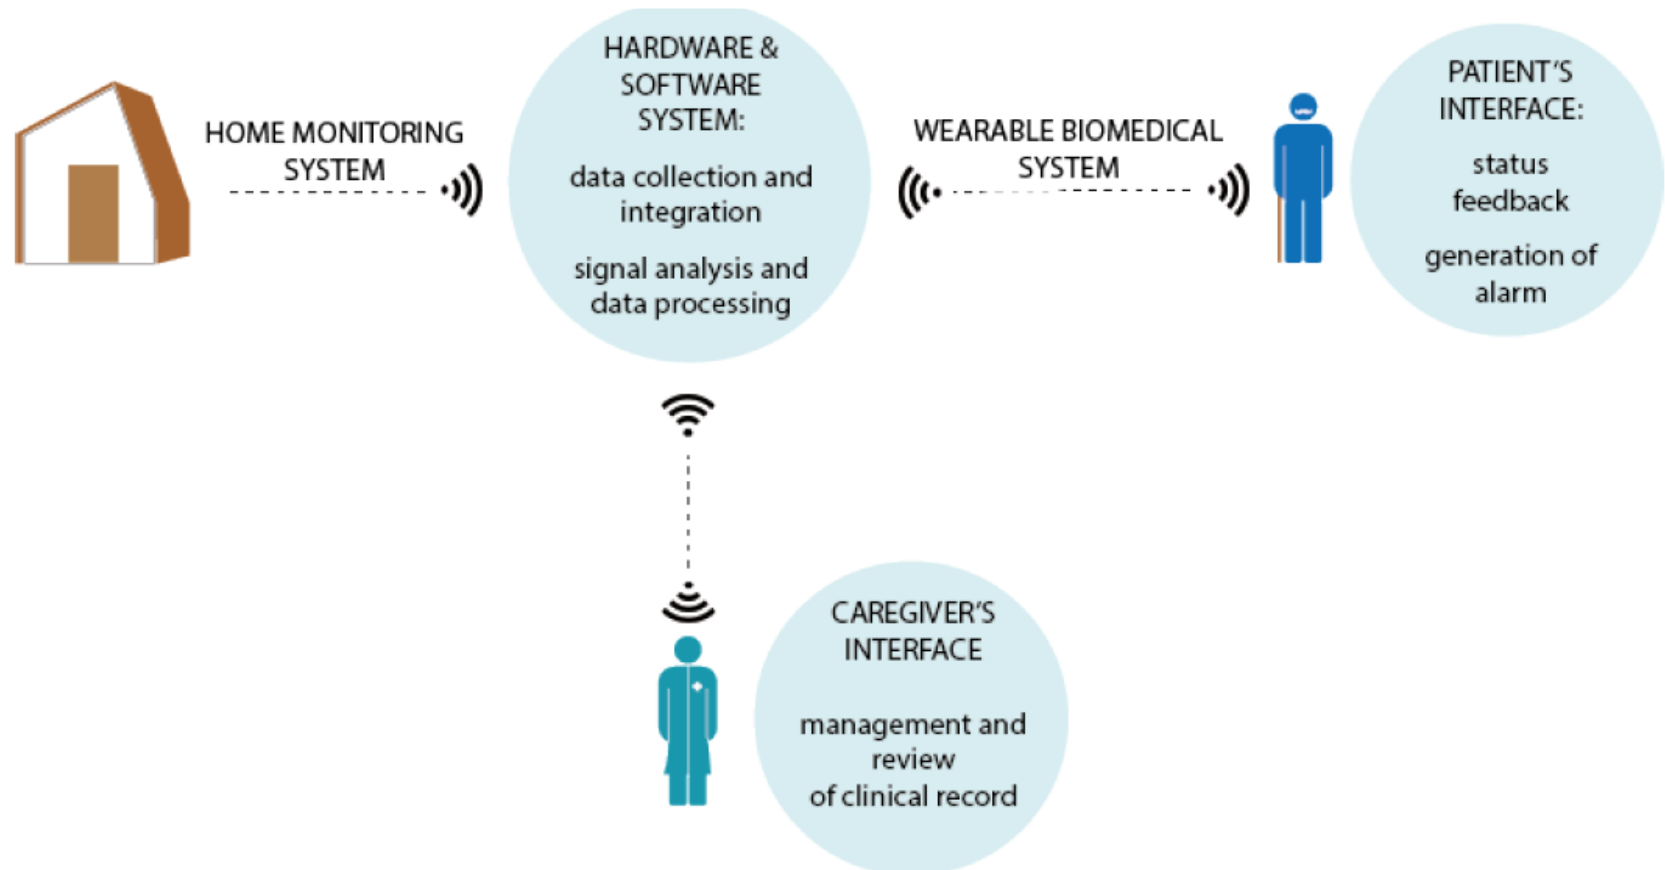 HOME MONITORING
SYSTEM
HARDWARE &
SOFTWARE
SYSTEM:
data collection and
integration
signal analysis and
data processing
WEARABLE BIOMEDICAL
SYSTEM
PATIENT'S
INTERFACE:
status
feedback
generation of
alarm
CAREGIVER'S
INTERFACE
management and
review
of clinical record